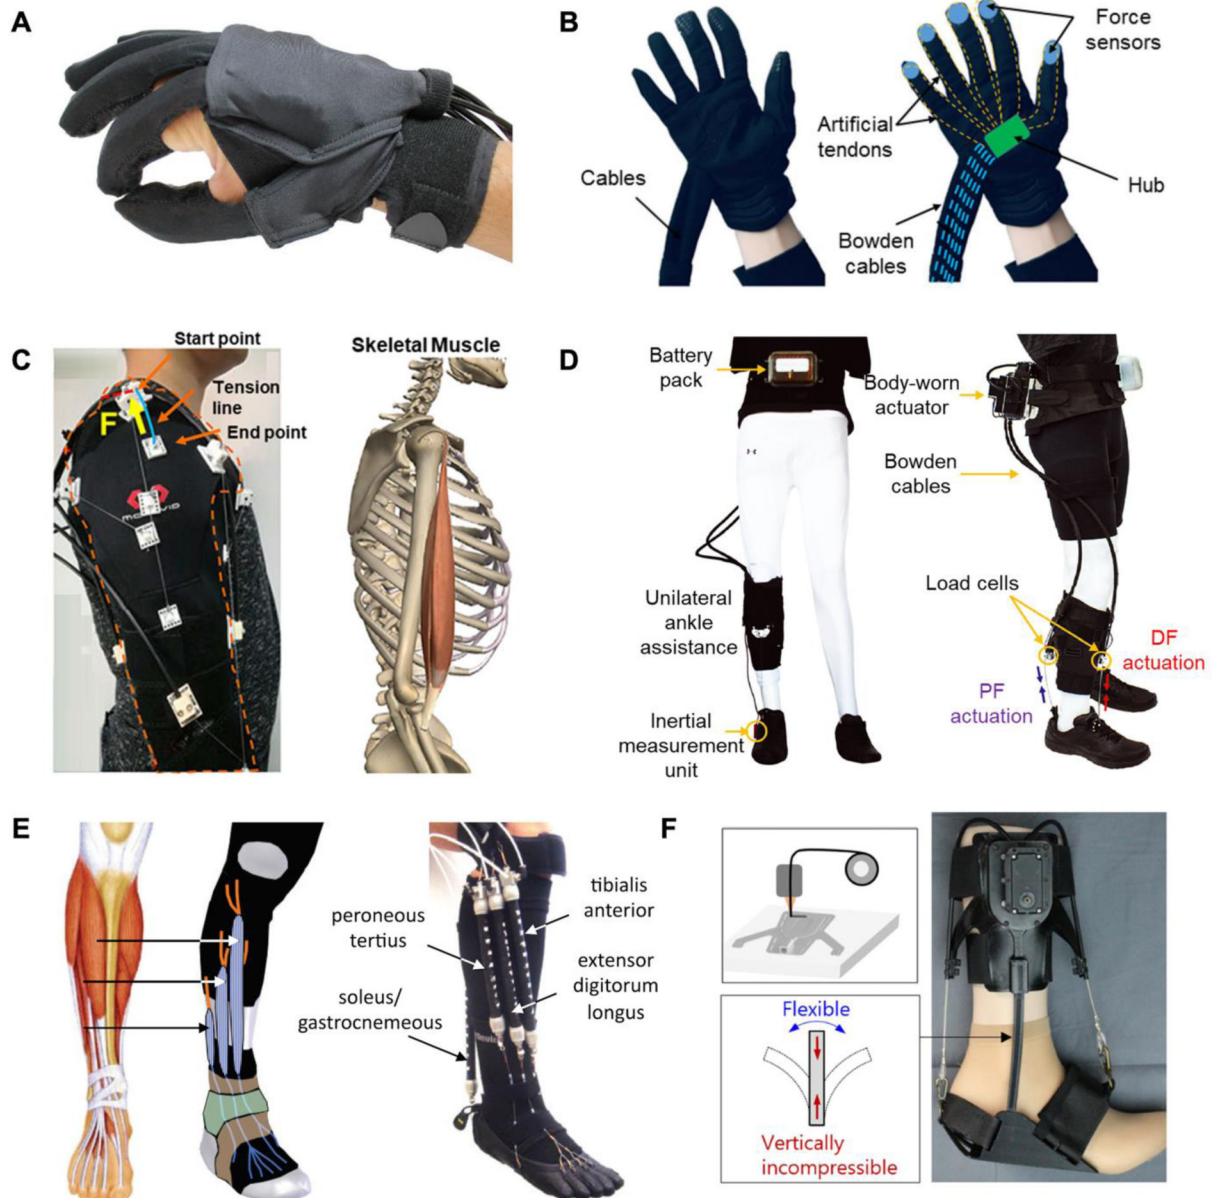 A
B
Force
sensors
Artificial
tendons
Cables
Hub
Bowden
cables
C
Start point
Tension
line
End point
F
Skeletal Muscle
D
Battery
pack
Body-worn
actuator
Bowden
cables
Load cells
Unilateral
ankle
assistance
DF
actuation
PF
actuation
Inertial
measurement
unit
E
peroneous
tertius
tibialis
anterior
extensor
digitorum
longus
soleus/
gastrocnemeous
F
Flexible
Vertically
incompressible